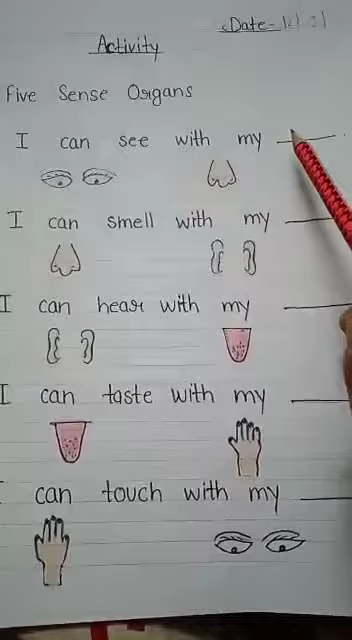 Date-
Activity
Five Sense Organs
I can see with my
I can smell with my
I can hear with my
I can taste with my
I can touch with my